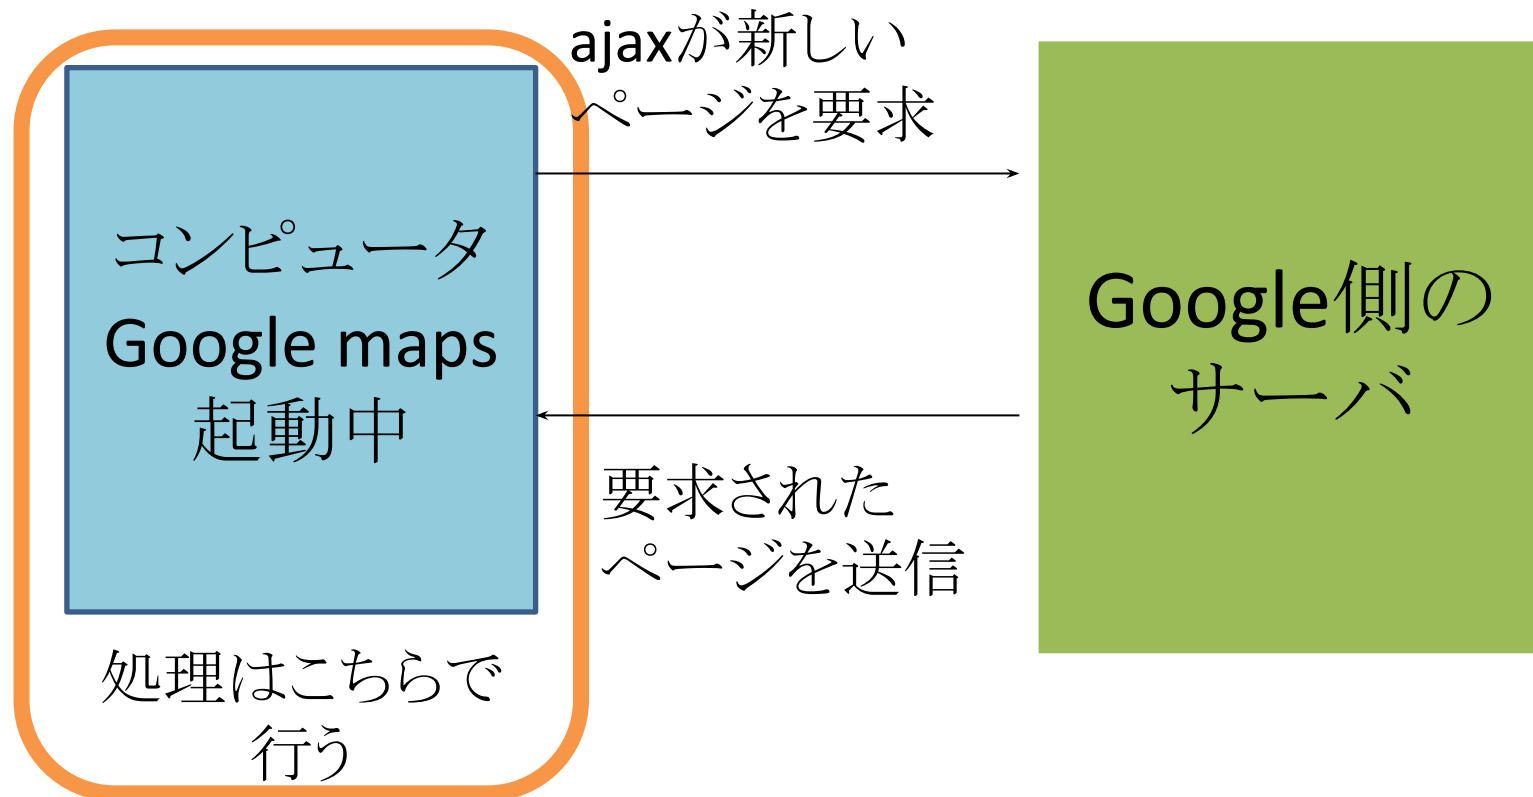 ajaxが新しい
ページを要求
コンピュータ
Google maps
起動中
Google側の
サーバ
要求された
ページを送信
処理はこちらで
行う